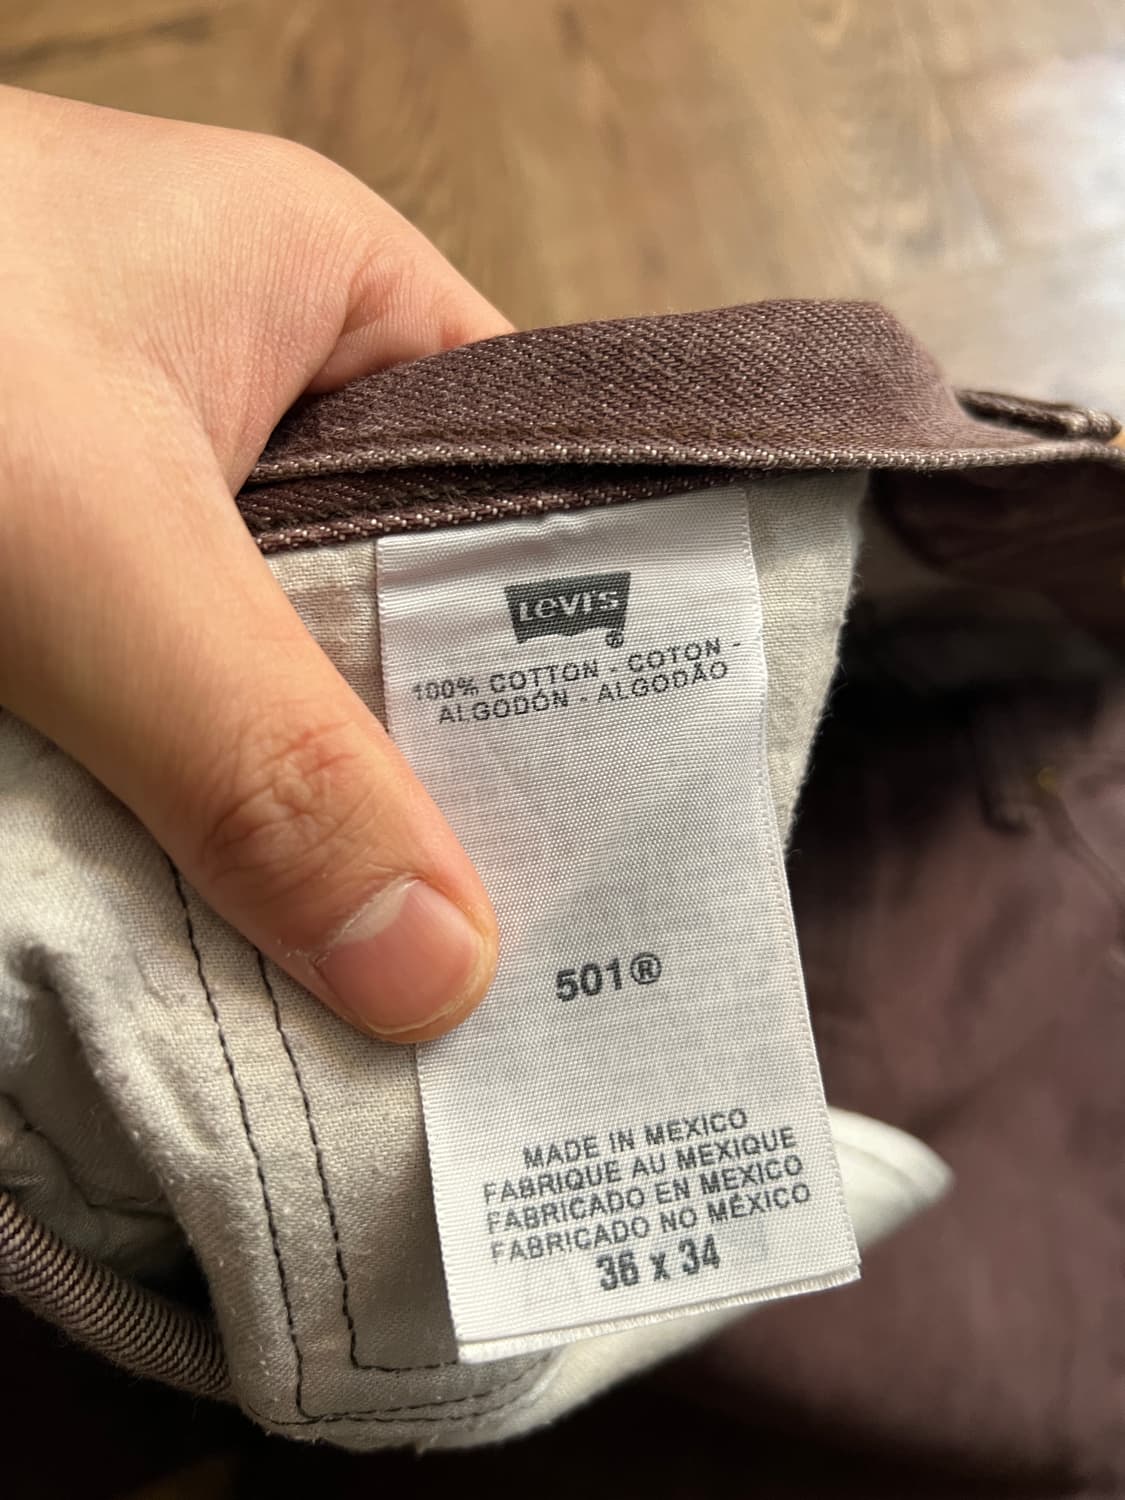 Levi's®
100% COTTON - COTON -
ALGODÓN - ALGODÃO
501®
MADE IN MEXICO
FABRIQUE AU MEXIQUE
FABRICADO EN MEXICO
FABRICADO NO MÉXICO
36 x 34